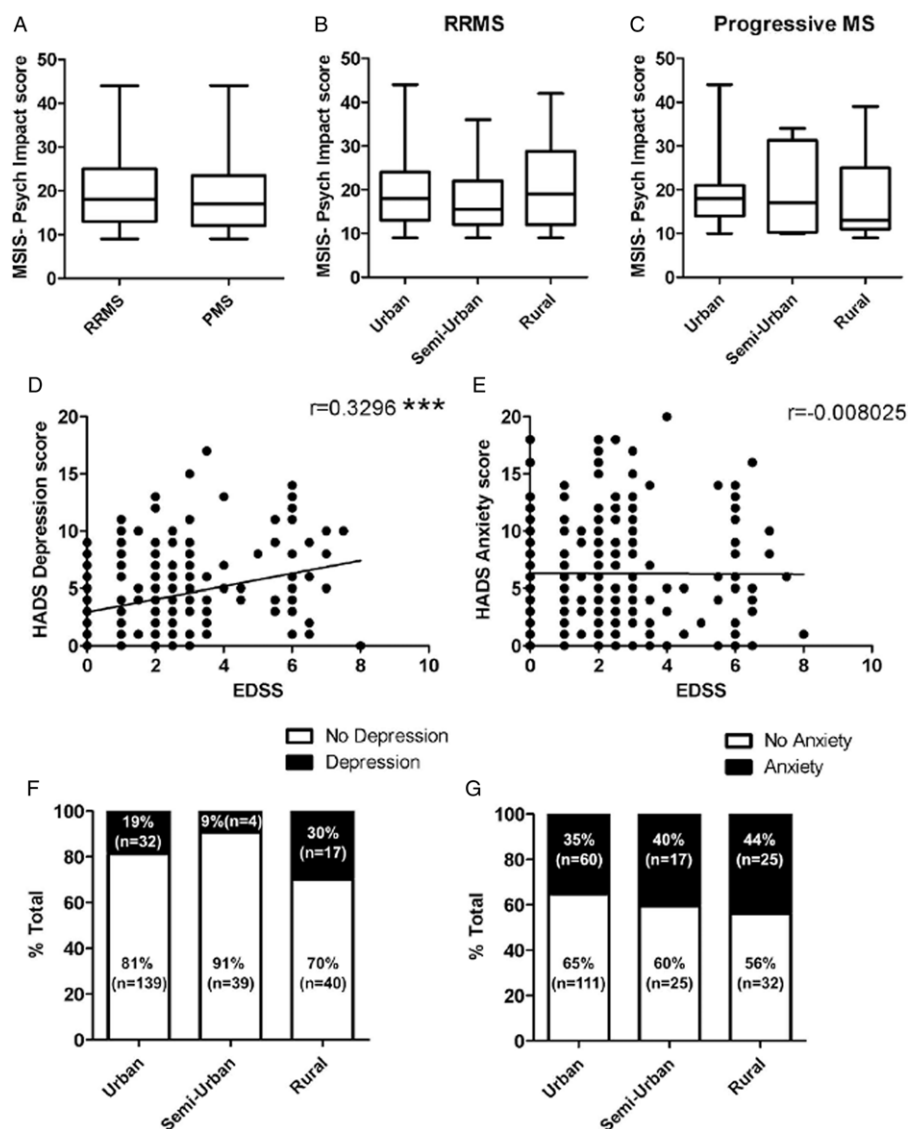 A
B
RRMS
C
Progressive MS
MSIS- Psych Impact score
50
40
30
20
10
0
RRMS
PMS
MSIS- Psych Impact score
50
40
30
20
10
0
Urban
Semi-Urban
Rural
MSIS- Psych Impact score
50
40
30
20
10
0
Urban
Semi-Urban
Rural
D
r=0.3296 ***
HADS Depression score
20
15
10
5
0
0 2 4 6 8 10
EDSS
E
r=-0.008025
HADS Anxiety score
20
15
10
5
0
0 2 4 6 8 10
EDSS
No Depression
Depression
F
% Total
100
80
60
40
20
0
19%
(n=32)
9%(n=4)
30%
(n=17)
81%
(n=139)
91%
(n=39)
70%
(n=40)
Urban
Semi-Urban
Rural
No Anxiety
Anxiety
G
% Total
100
80
60
40
20
0
35%
(n=60)
40%
(n=17)
44%
(n=25)
65%
(n=111)
60%
(n=25)
56%
(n=32)
Urban
Semi-Urban
Rural